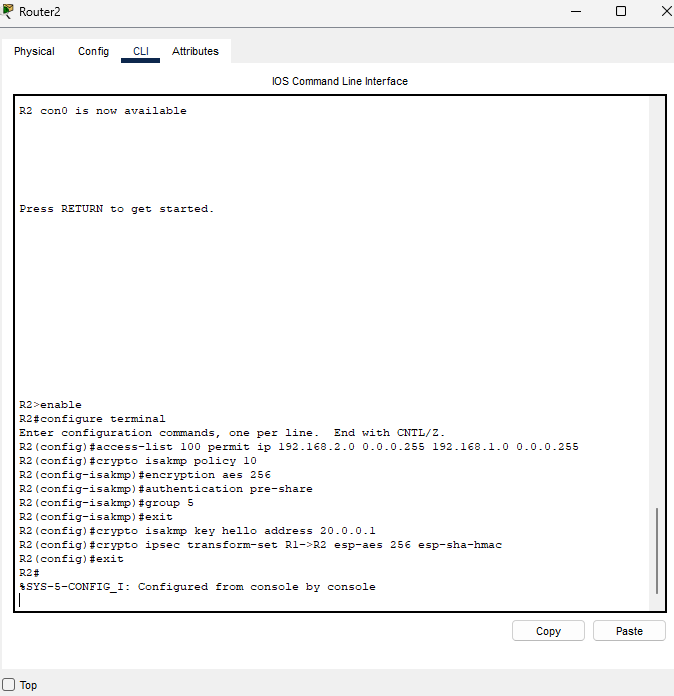 Router2
Physical Config CLI Attributes
IOS Command Line Interface
R2 con0 is now available
Press RETURN to get started.
R2>enable
R2#configure terminal
Enter configuration commands, one per line.  End with CNTL/Z.
R2(config)#access-list 100 permit ip 192.168.2.0 0.0.0.255 192.168.1.0 0.0.0.255
R2(config)#crypto isakmp policy 10
R2(config-isakmp)#encryption aes 256
R2(config-isakmp)#authentication pre-share
R2(config-isakmp)#group 5
R2(config-isakmp)#exit
R2(config)#crypto isakmp key hello address 20.0.0.1
R2(config)#crypto ipsec transform-set R1->R2 esp-aes 256 esp-sha-hmac
R2(config)#exit
R2#
%SYS-5-CONFIG_I: Configured from console by console
Copy Paste
Top